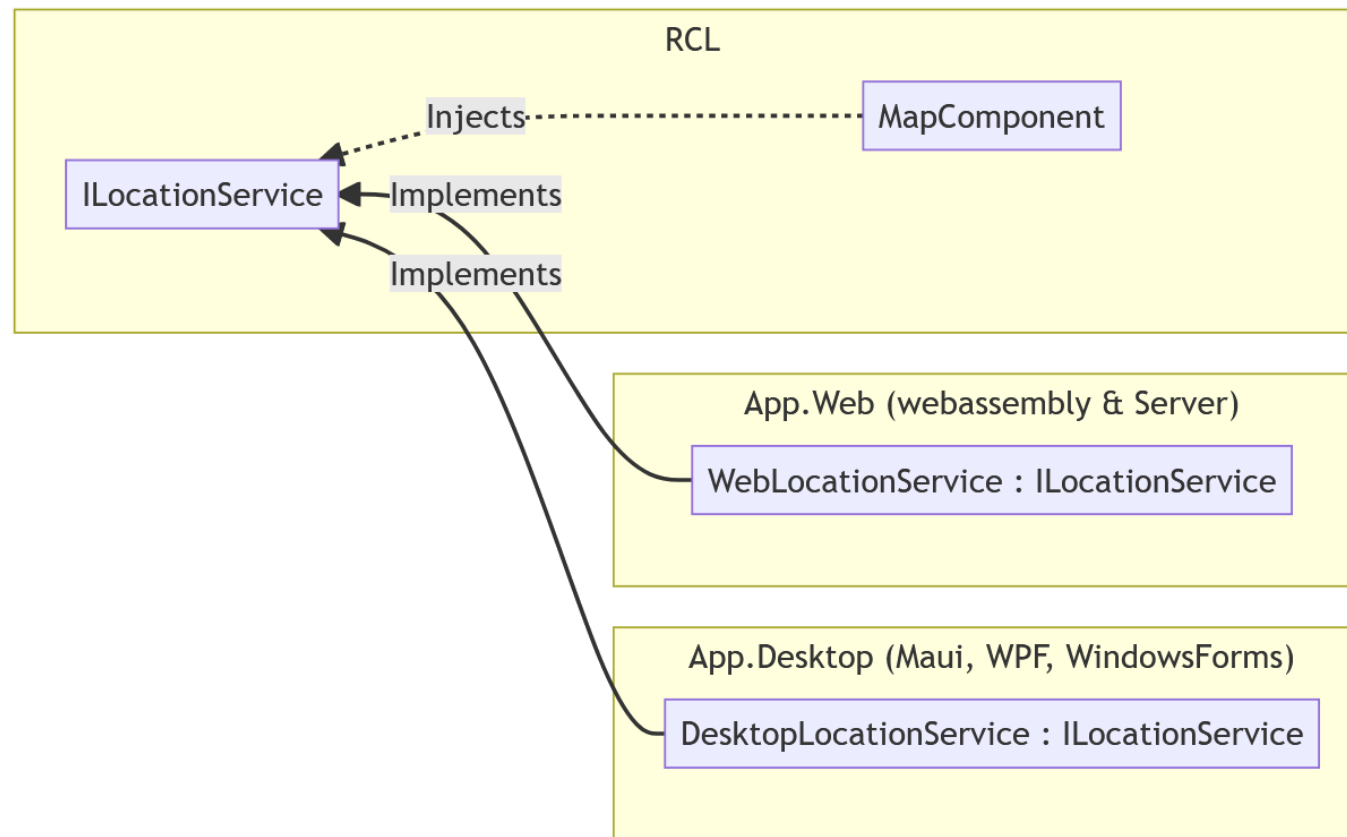 RCL
Injects
MapComponent
ILocationService
Implements
Implements
App.Web (webassembly & Server)
WebLocationService : ILocationService
App.Desktop (Maui, WPF, WindowsForms)
DesktopLocationService : ILocationService